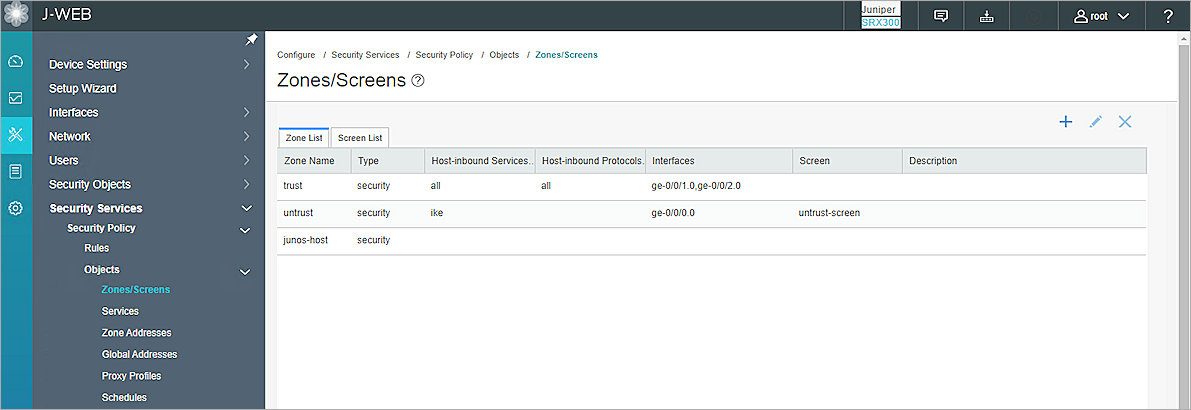 J-WEB
Juniper
SRX300
root
?
Device Settings
Setup Wizard
Interfaces
Network
Users
Security Objects
Security Services
Security Policy
Rules
Objects
Zones/Screens
Services
Zone Addresses
Global Addresses
Proxy Profiles
Schedules
Configure / Security Services / Security Policy / Objects / Zones/Screens
Zones/Screens ?
Zone List Screen List
Zone Name Type Host-inbound Services.. Host-inbound Protocols. Interfaces Screen Description
trust security all all ge-0/0/1.0,ge-0/0/2.0
untrust security ike ge-0/0/0.0 untrust-screen
junos-host security